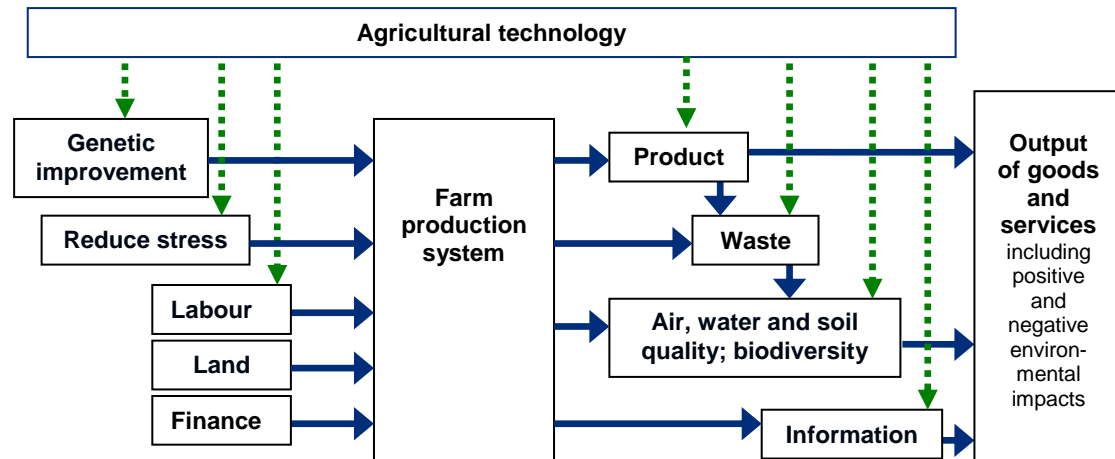 Agricultural technology
Genetic
improvement
Reduce stress
Labour
Land
Finance
Farm
production
system
Product
Waste
Air, water and soil
quality; biodiversity
Information
Output
of goods
and
services
including
positive
and
negative
environ-
mental
impacts